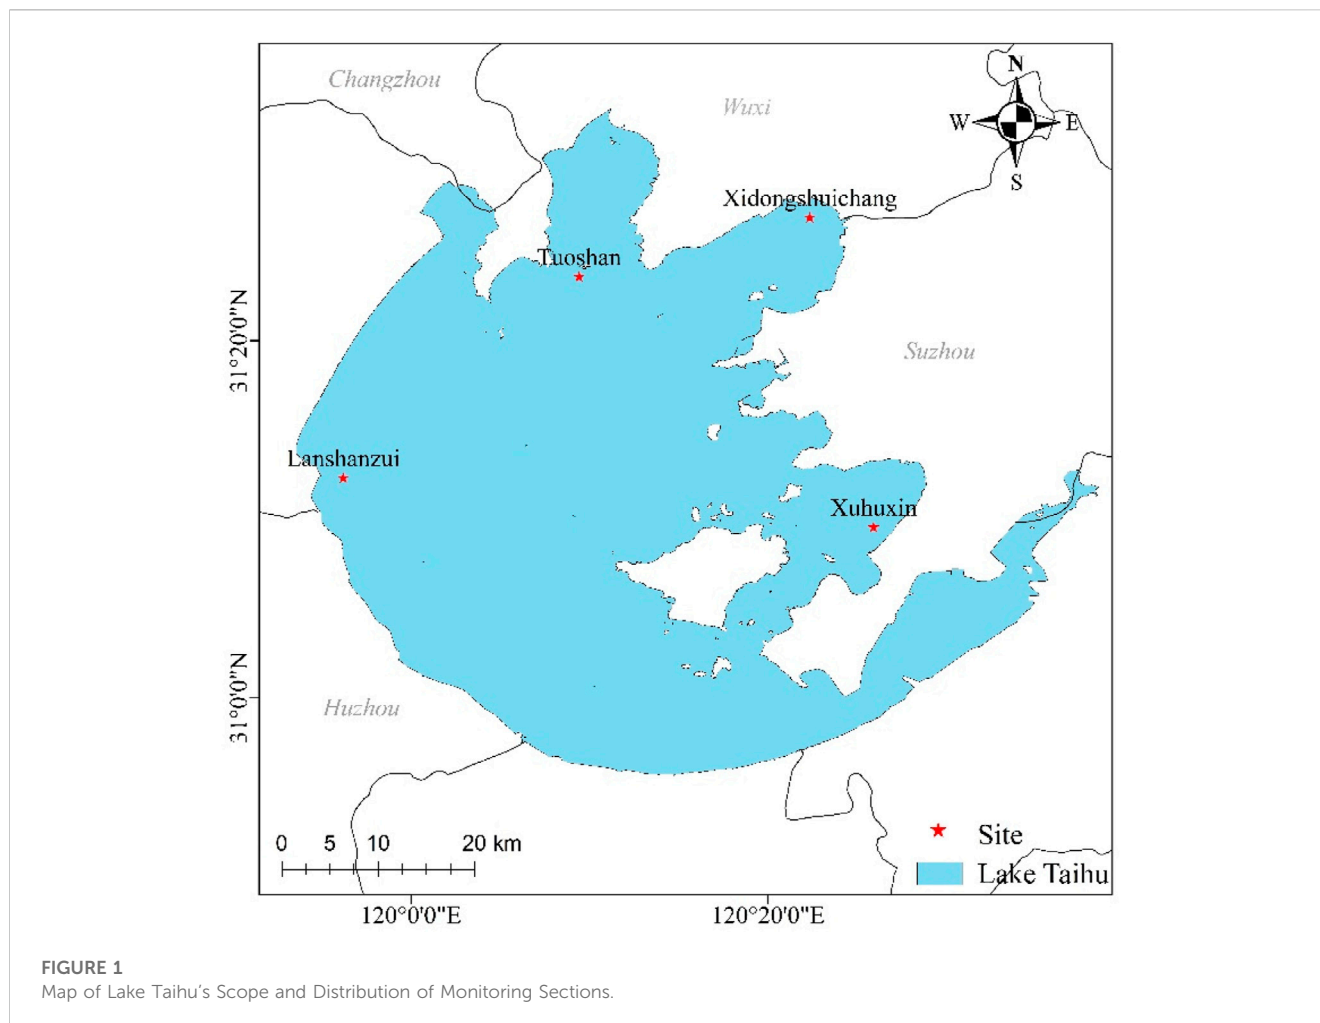 Changzhou
Wuxi
N
W E
S
Xidongshuichang
Tuoshan
31°20'0"N
Suzhou
Lanshanzui
Xuhuxin
31°0'0"N
Huzhou
0 5 10 20 km
Site
Lake Taihu
120°0'0"E 120°20'0"E
FIGURE 1
Map of Lake Taihu's Scope and Distribution of Monitoring Sections.